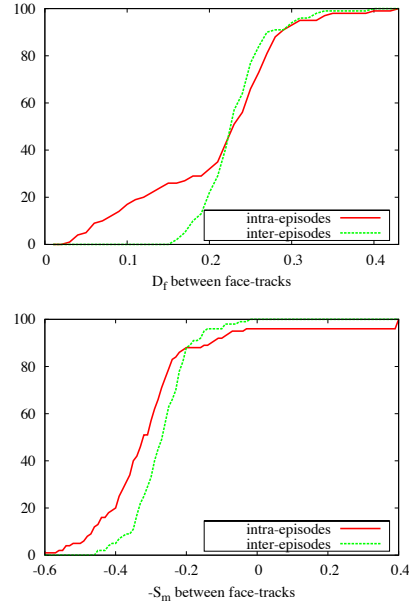 100
80
60
40
20
0
intra-episodes
inter-episodes
0 0.1 0.2 0.3 0.4
D_f between face-tracks
100
80
60
40
20
0
intra-episodes
inter-episodes
-0.6 -0.4 -0.2 0 0.2 0.4
-S_m between face-tracks